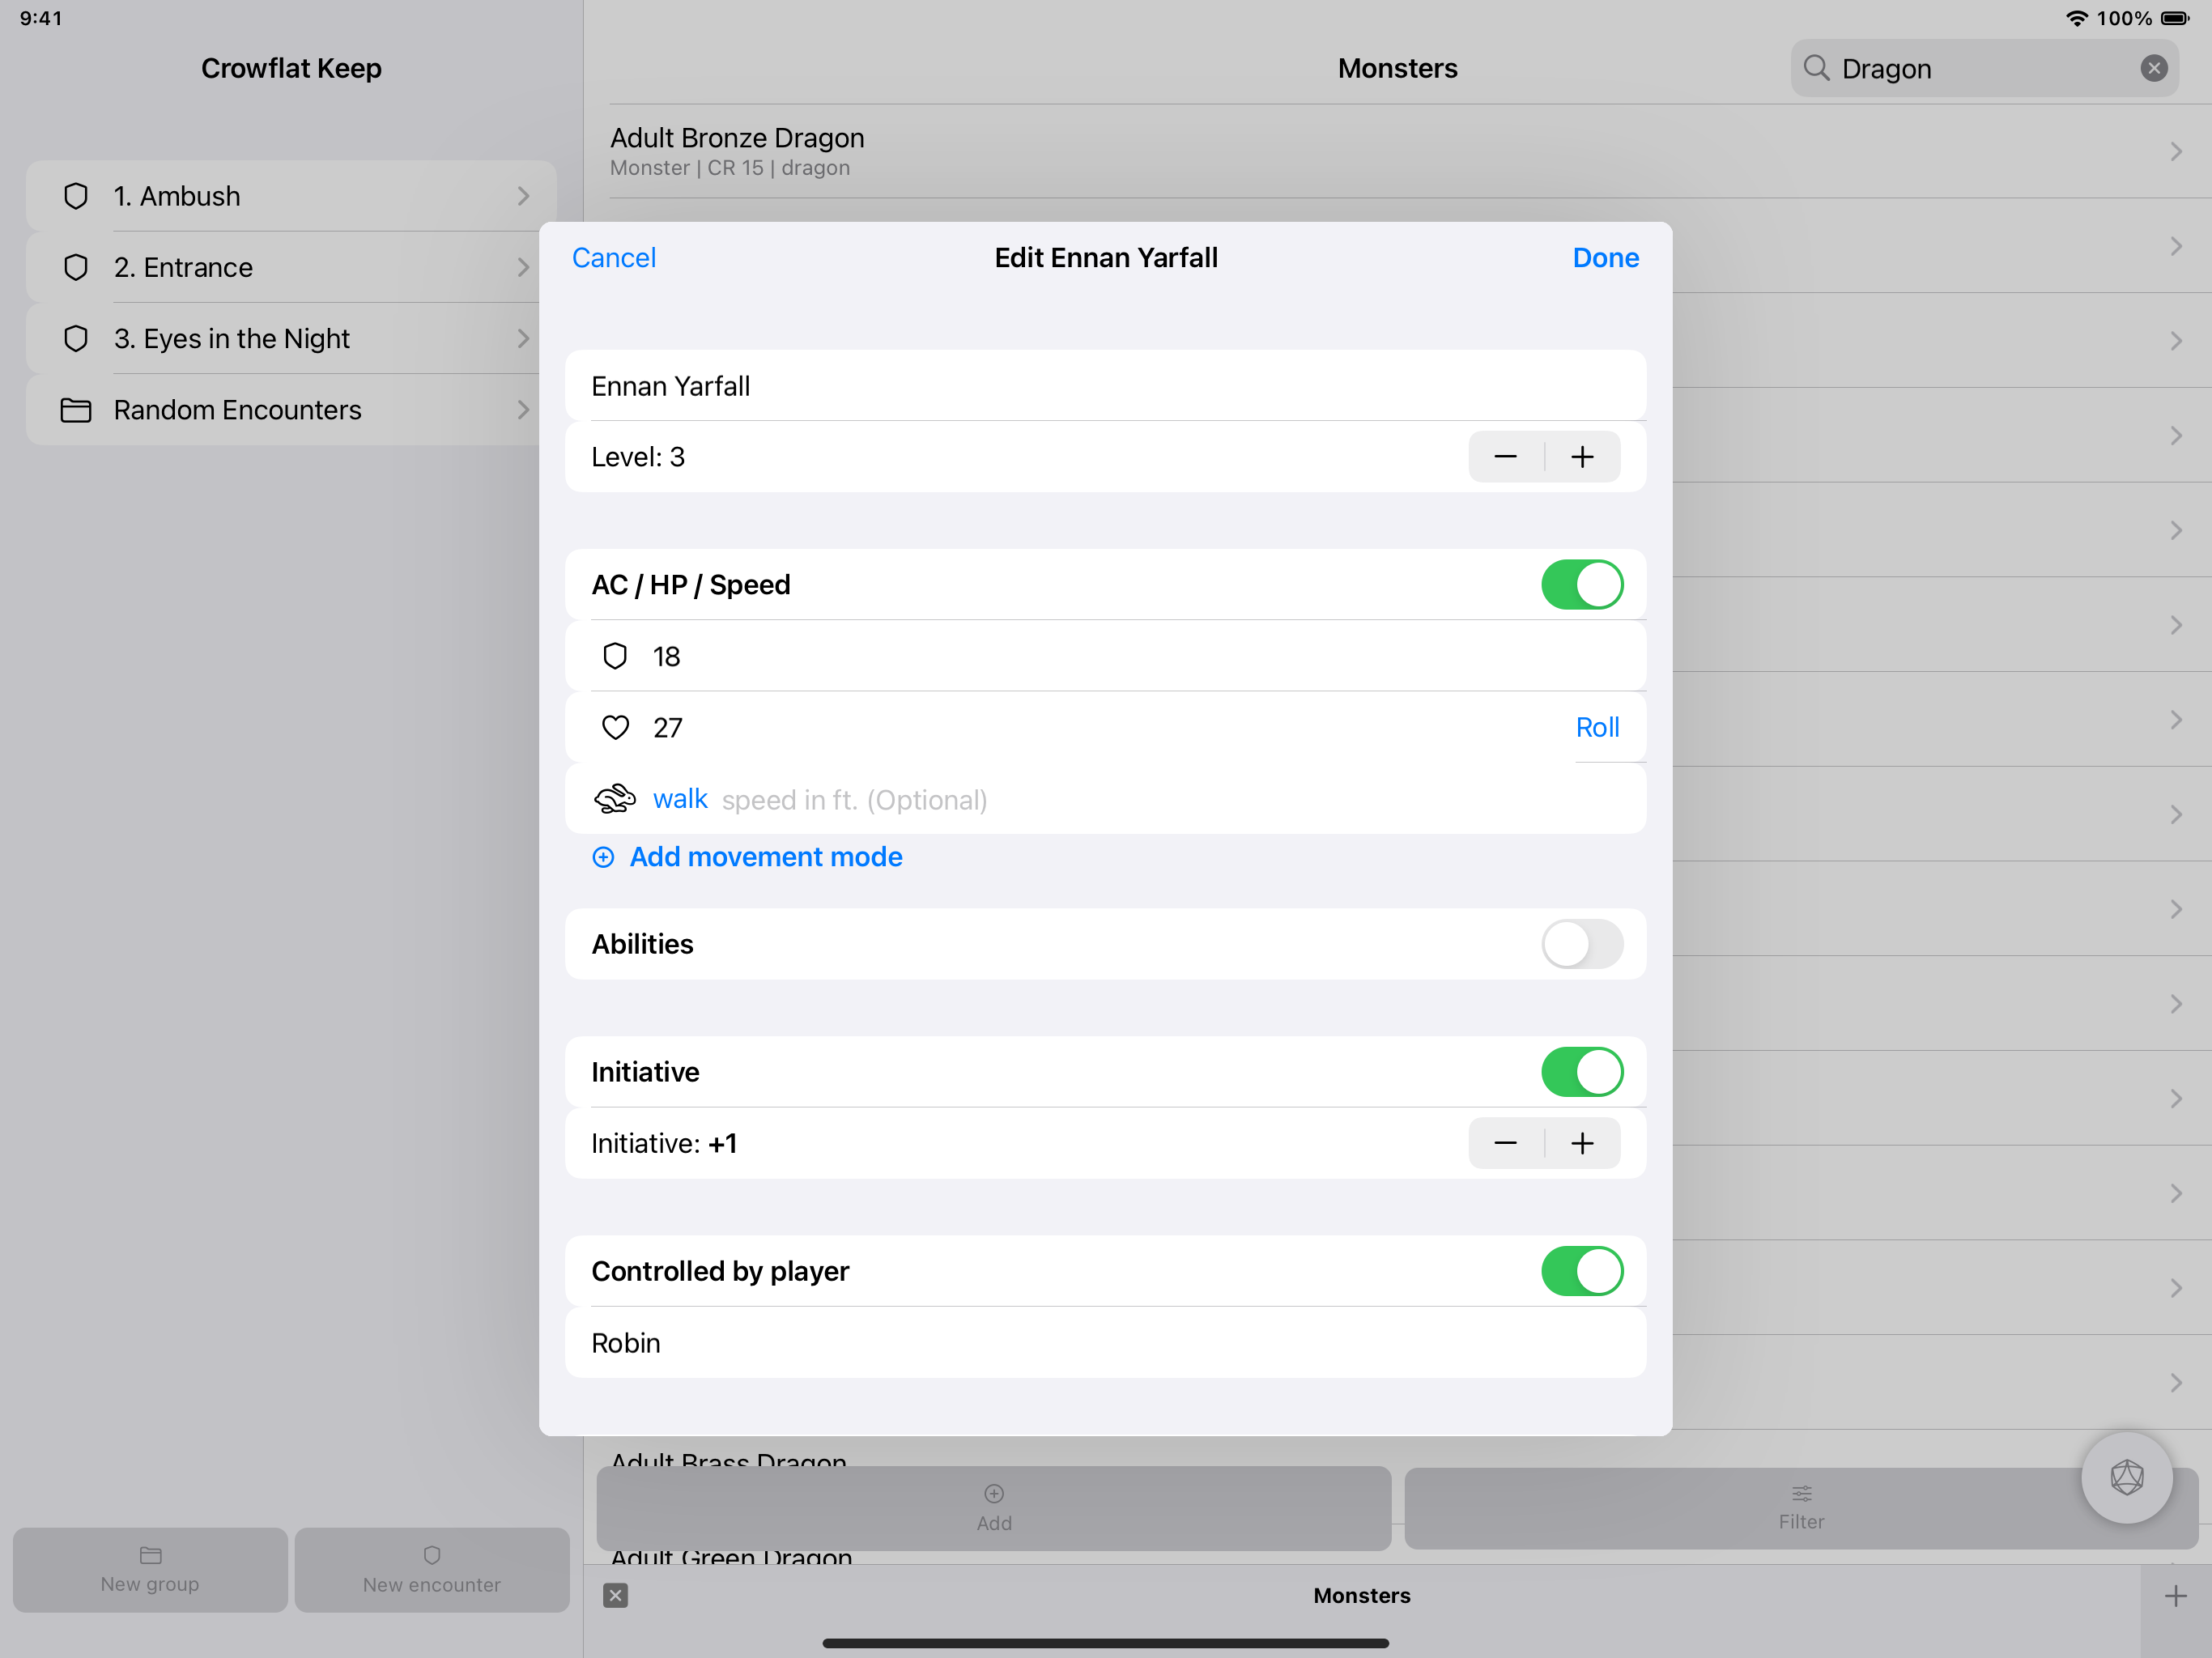 9:41
100%
Crowflat Keep
1. Ambush
2. Entrance
3. Eyes in the Night
Random Encounters
New group
New encounter
Monsters
Dragon
Adult Bronze Dragon
Monster | CR 15 | dragon
Cancel
Edit Ennan Yarfall
Done
Ennan Yarfall
Level: 3
AC / HP / Speed
18
27
Roll
walk speed in ft. (Optional)
Add movement mode
Abilities
Initiative
Initiative: +1
Controlled by player
Robin
Adult Brass Dragon
Add
Filter
Adult Green Dragon
Monsters